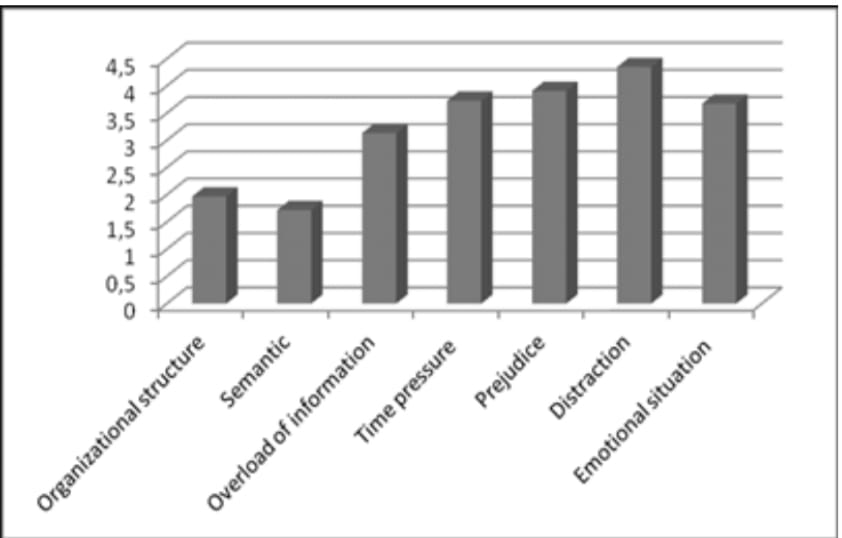 4,5
4
3,5
3
2,5
2
1,5
1
0,5
0
Organizational structure
Semantic
Overload of information
Time pressure
Prejudice
Distraction
Emotional situation